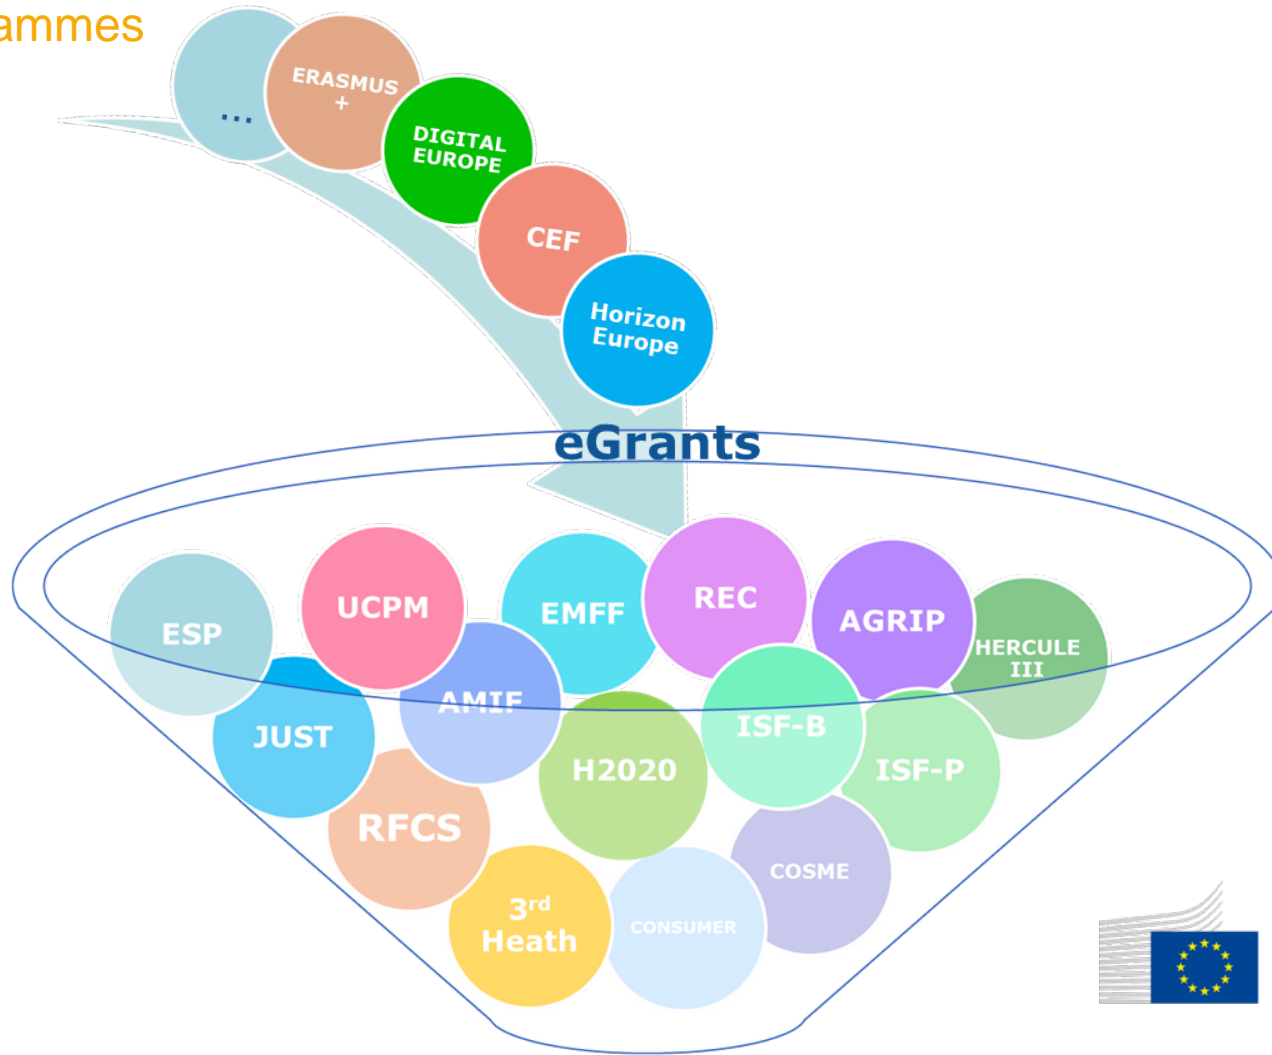 ammes
...
ERASMUS
+
DIGITAL
EUROPE
CEF
Horizon
Europe
eGrants
ESP
UCPM
EMFF
REC
AGRIP
HERCULE
III
JUST
AMIF
H2020
ISF-B
ISF-P
RFCS
COSME
3rd
Heath
CONSUMER